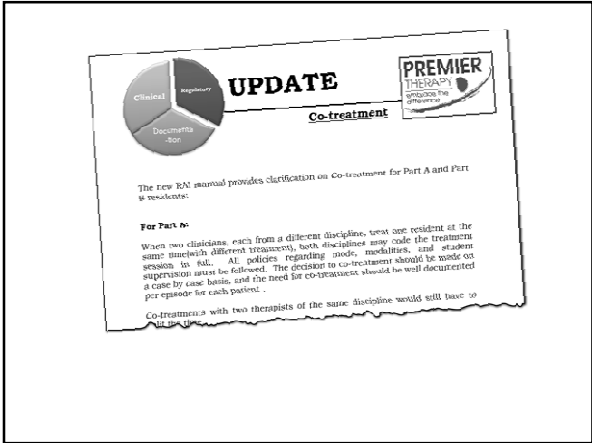 Clinical
Regulatory
Documenta
-tion
UPDATE
PREMIER
THERAPY
embrace the
difference
Co-treatment
The new RAI manual provides clarification on Co-treatment for Part A and Part
B residents:
For Part A:
When two clinicians, each from a different discipline, treat one resident at the
same time(with different treatment), both disciplines may code the treatment
session in full. All policies regarding mode, modalities, and student
supervision must be followed. The decision to co-treatment should be made on
a case by case basis, and the need for co-treatment should be well documented
per episode for each patient .
Co-treatments with two therapists of the same discipline would still have to